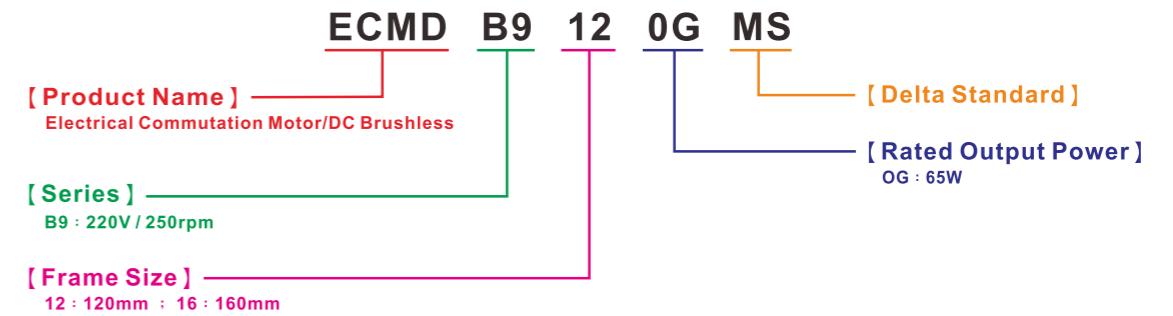 ECMD B9 12 0G MS
【Product Name】
Electrical Commutation Motor/DC Brushless
【Series】
B9：220V / 250rpm
【Frame Size】
12：120mm ；16：160mm
【Delta Standard】
【Rated Output Power】
OG：65W